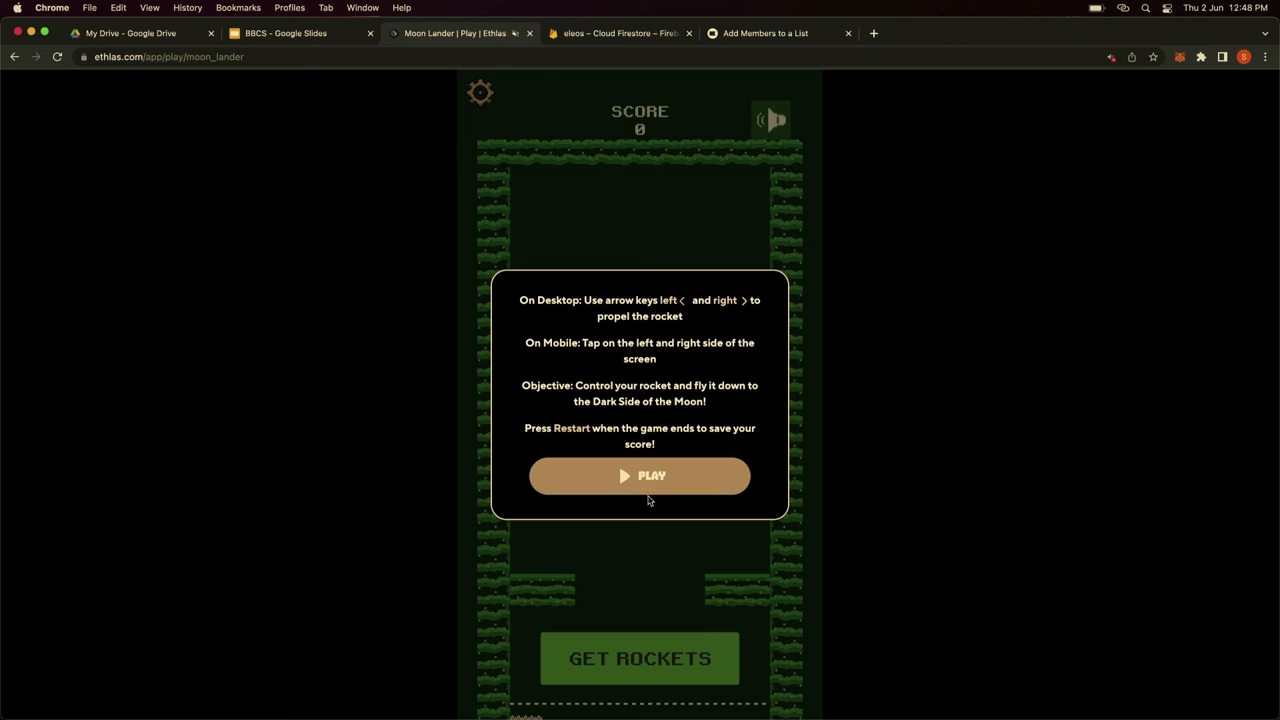 Chrome File Edit View History Bookmarks Profiles Tab Window Help Thu 2 Jun 12:48 PM
My Drive - Google Drive BBCS - Google Slides Moon Lander | Play | Ethlas eleos – Cloud Firestore – Fireb Add Members to a List
ethlas.com/app/play/moon_lander S
SCORE
0
On Desktop: Use arrow keys left < and right > to
propel the rocket
On Mobile: Tap on the left and right side of the
screen
Objective: Control your rocket and fly it down to
the Dark Side of the Moon!
Press Restart when the game ends to save your
score!
PLAY
GET ROCKETS